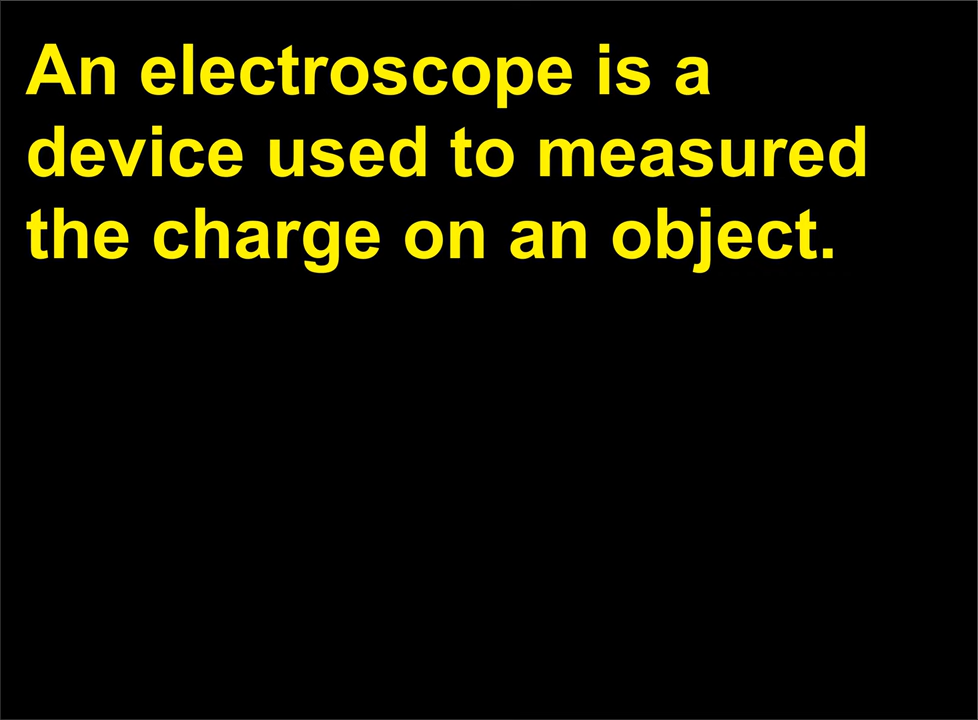 An electroscope is a
device used to measured
the charge on an object.